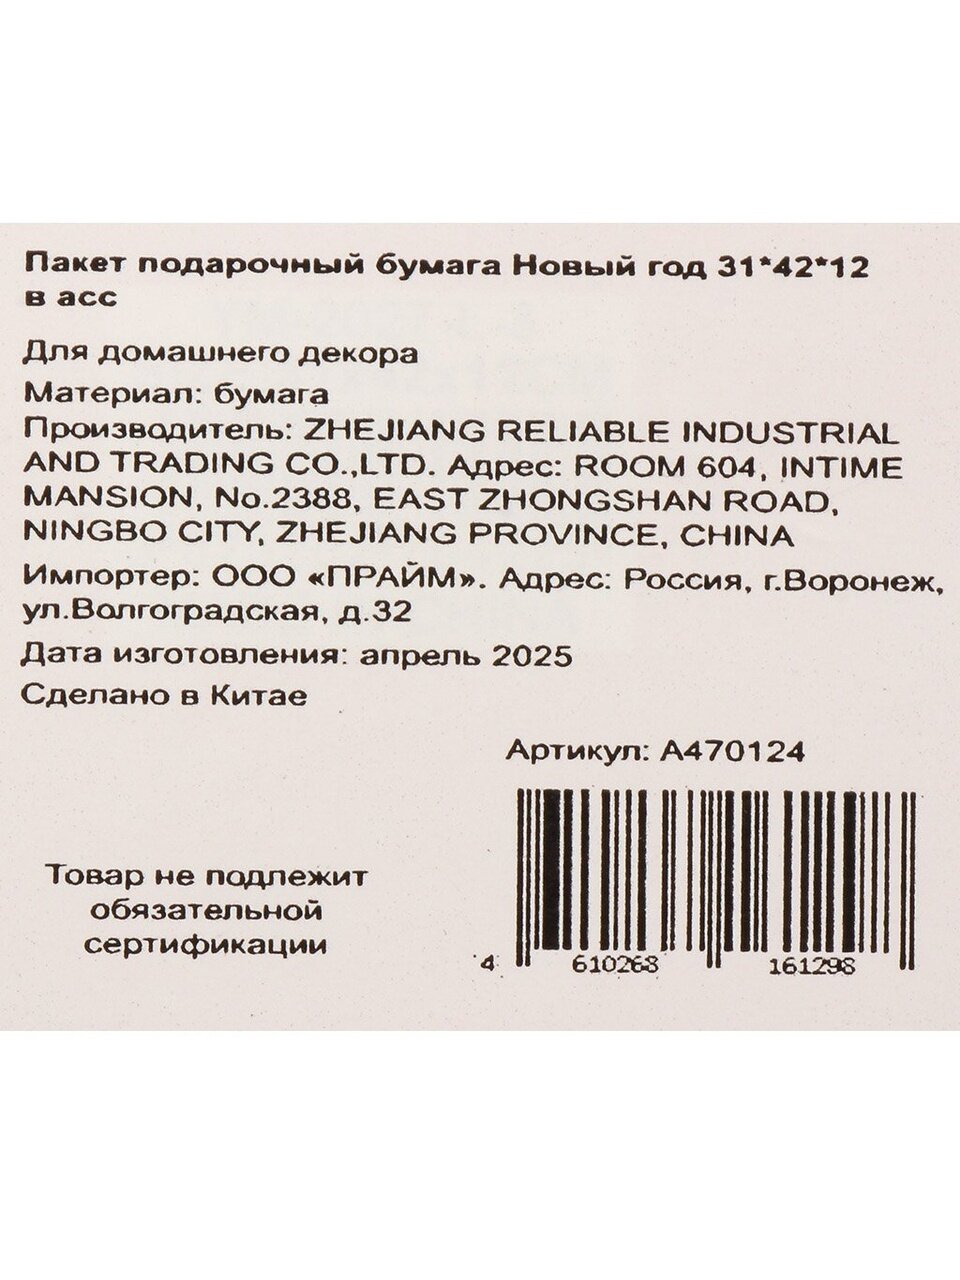 Пакет подарочный бумага Новый год 31*42*12
в асс
Для домашнего декора
Материал: бумага
Производитель: ZHEJIANG RELIABLE INDUSTRIAL
AND TRADING CO.,LTD. Адрес: ROOM 604, INTIME
MANSION, No.2388, EAST ZHONGSHAN ROAD,
NINGBO CITY, ZHEJIANG PROVINCE, CHINA
Импортер: ООО «ПРАЙМ». Адрес: Россия, г.Воронеж,
ул.Волгоградская, д.32
Дата изготовления: апрель 2025
Сделано в Китае
Артикул: А470124
Товар не подлежит
обязательной
сертификации
4 610268 161298